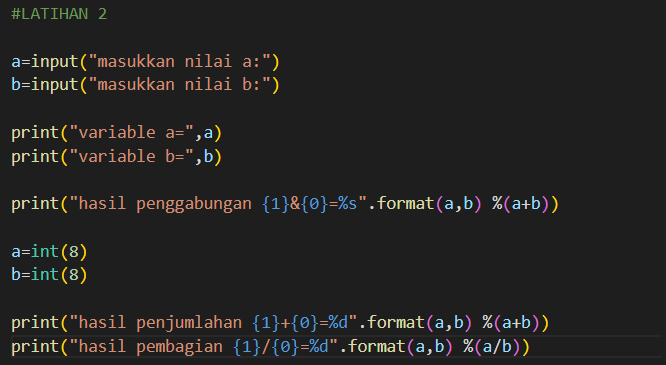 #LATIHAN 2
a=input("masukkan nilai a:")
b=input("masukkan nilai b:")
print("variable a=",a)
print("variable b=",b)
print("hasil penggabungan {1}&{0}=%s".format(a,b) %(a+b))
a=int(8)
b=int(8)
print("hasil penjumlahan {1}+{0}=%d".format(a,b) %(a+b))
print("hasil pembagian {1}/{0}=%d".format(a,b) %(a/b))